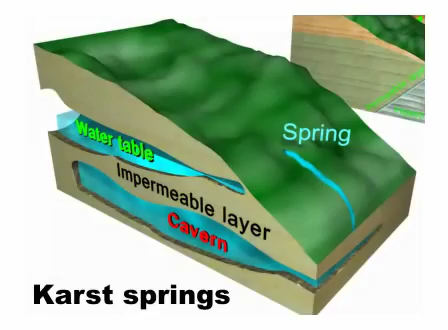 Spring
Water table
Impermeable layer
Cavern
Karst springs